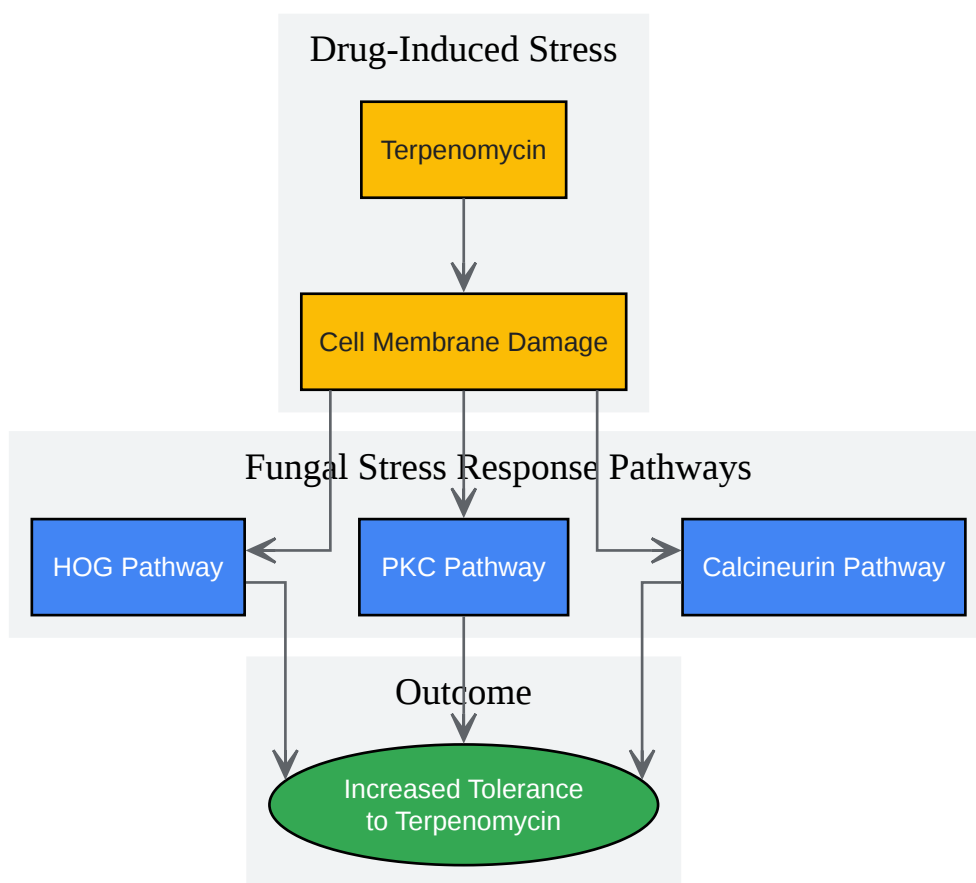 Drug-Induced Stress
Terpenomycin
Cell Membrane Damage
Fungal Stress Response Pathways
HOG Pathway
PKC Pathway
Calcineurin Pathway
Outcome
Increased Tolerance
to Terpenomycin